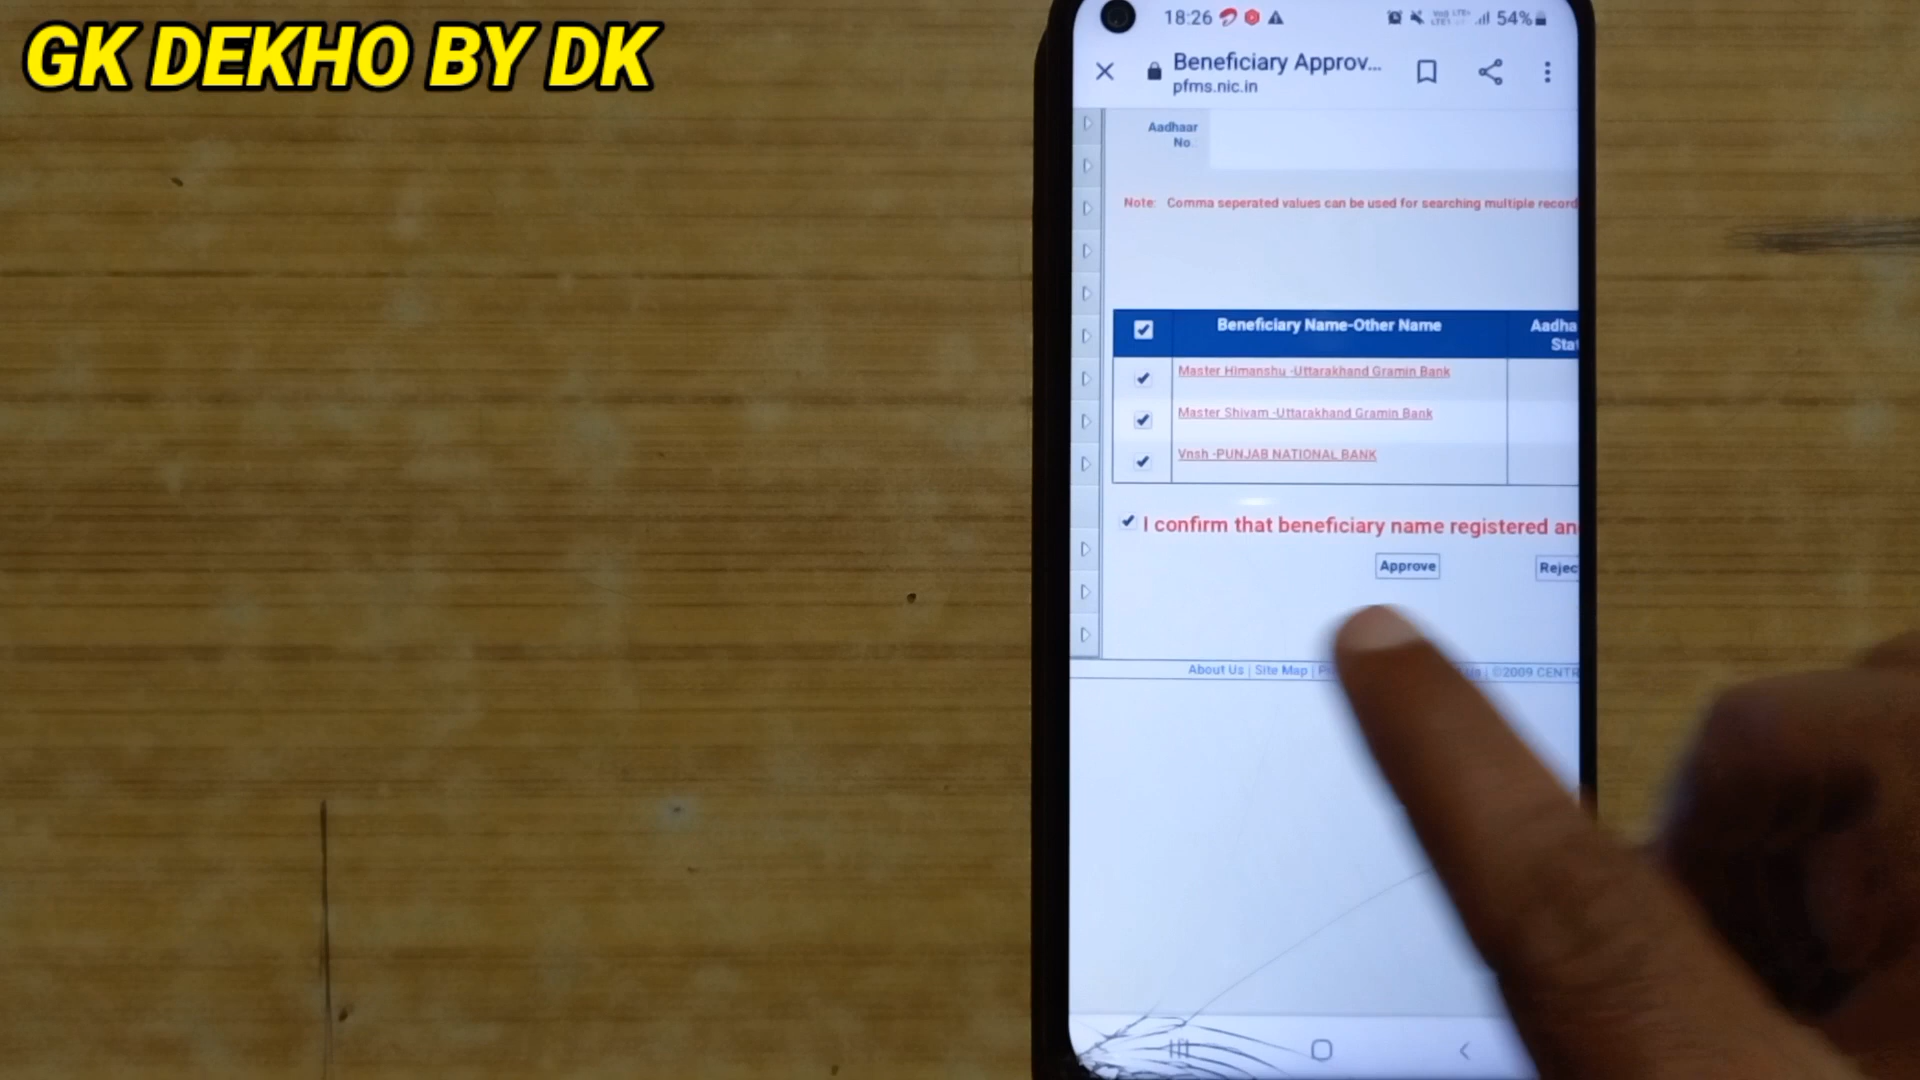 GK DEKHO BY DK
18:26
54%
Beneficiary Approv...
pfms.nic.in
Aadhaar
No.
Note: Comma seperated values can be used for searching multiple record
Beneficiary Name-Other Name
Aadha
Sta
Master Himanshu -Uttarakhand Gramin Bank
Master Shivam -Uttarakhand Gramin Bank
Vnsh -PUNJAB NATIONAL BANK
I confirm that beneficiary name registered an
Approve
Rejec
About Us | Site Map |
| ©2009 CENTR